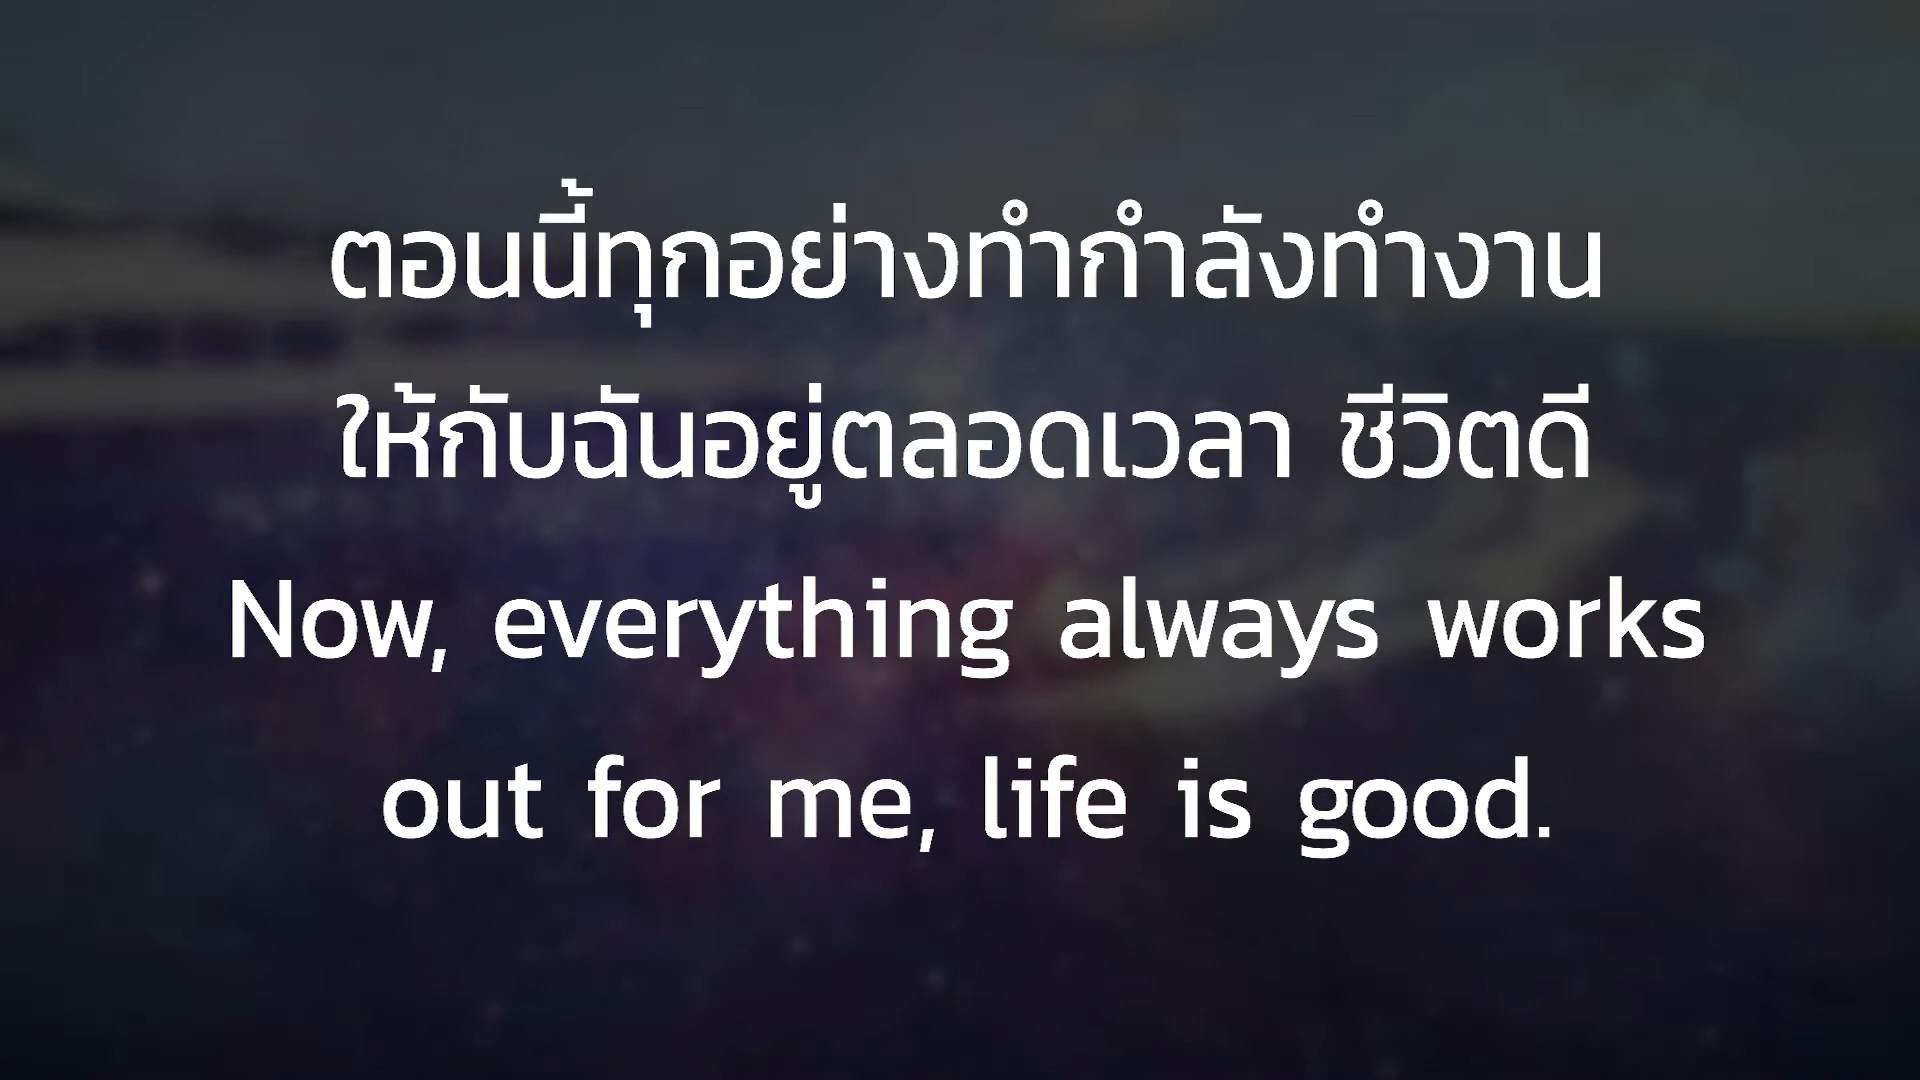 ตอนนี้ทุกอย่างทำกำลังทำงาน
ให้กับฉันอยู่ตลอดเวลา ชีวิตดี
Now, everything always works
out for me, life is good.